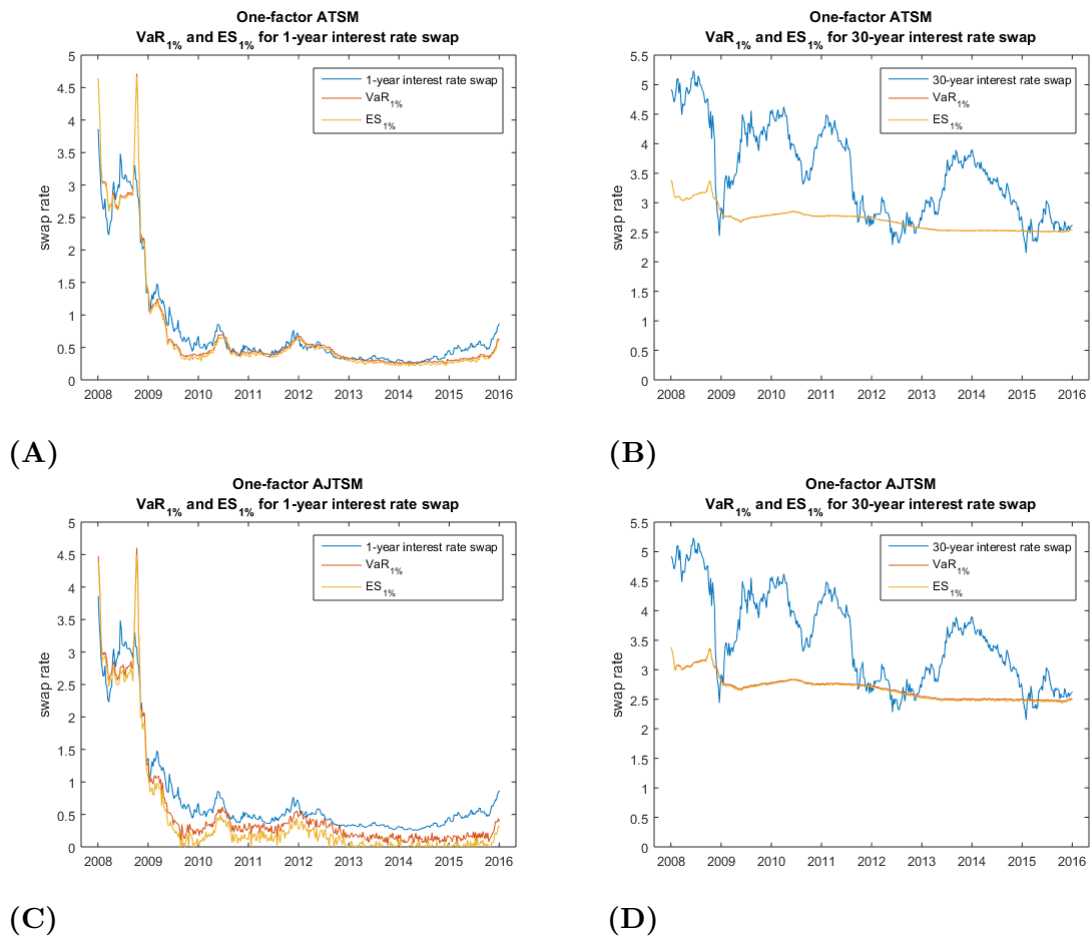 One-factor ATSM
VaR1% and ES1% for 1-year interest rate swap
5
4.5
4
3.5
3
2.5
2
1.5
1
0.5
0
swap rate
1-year interest rate swap
VaR1%
ES1%
2008 2009 2010 2011 2012 2013 2014 2015 2016
(A)
One-factor ATSM
VaR1% and ES1% for 30-year interest rate swap
5.5
5
4.5
4
3.5
3
2.5
2
1.5
1
0.5
0
swap rate
30-year interest rate swap
VaR1%
ES1%
2008 2009 2010 2011 2012 2013 2014 2015 2016
(B)
One-factor AJTSM
VaR1% and ES1% for 1-year interest rate swap
5
4.5
4
3.5
3
2.5
2
1.5
1
0.5
0
swap rate
1-year interest rate swap
VaR1%
ES1%
2008 2009 2010 2011 2012 2013 2014 2015 2016
(C)
One-factor AJTSM
VaR1% and ES1% for 30-year interest rate swap
5.5
5
4.5
4
3.5
3
2.5
2
1.5
1
0.5
0
swap rate
30-year interest rate swap
VaR1%
ES1%
2008 2009 2010 2011 2012 2013 2014 2015 2016
(D)